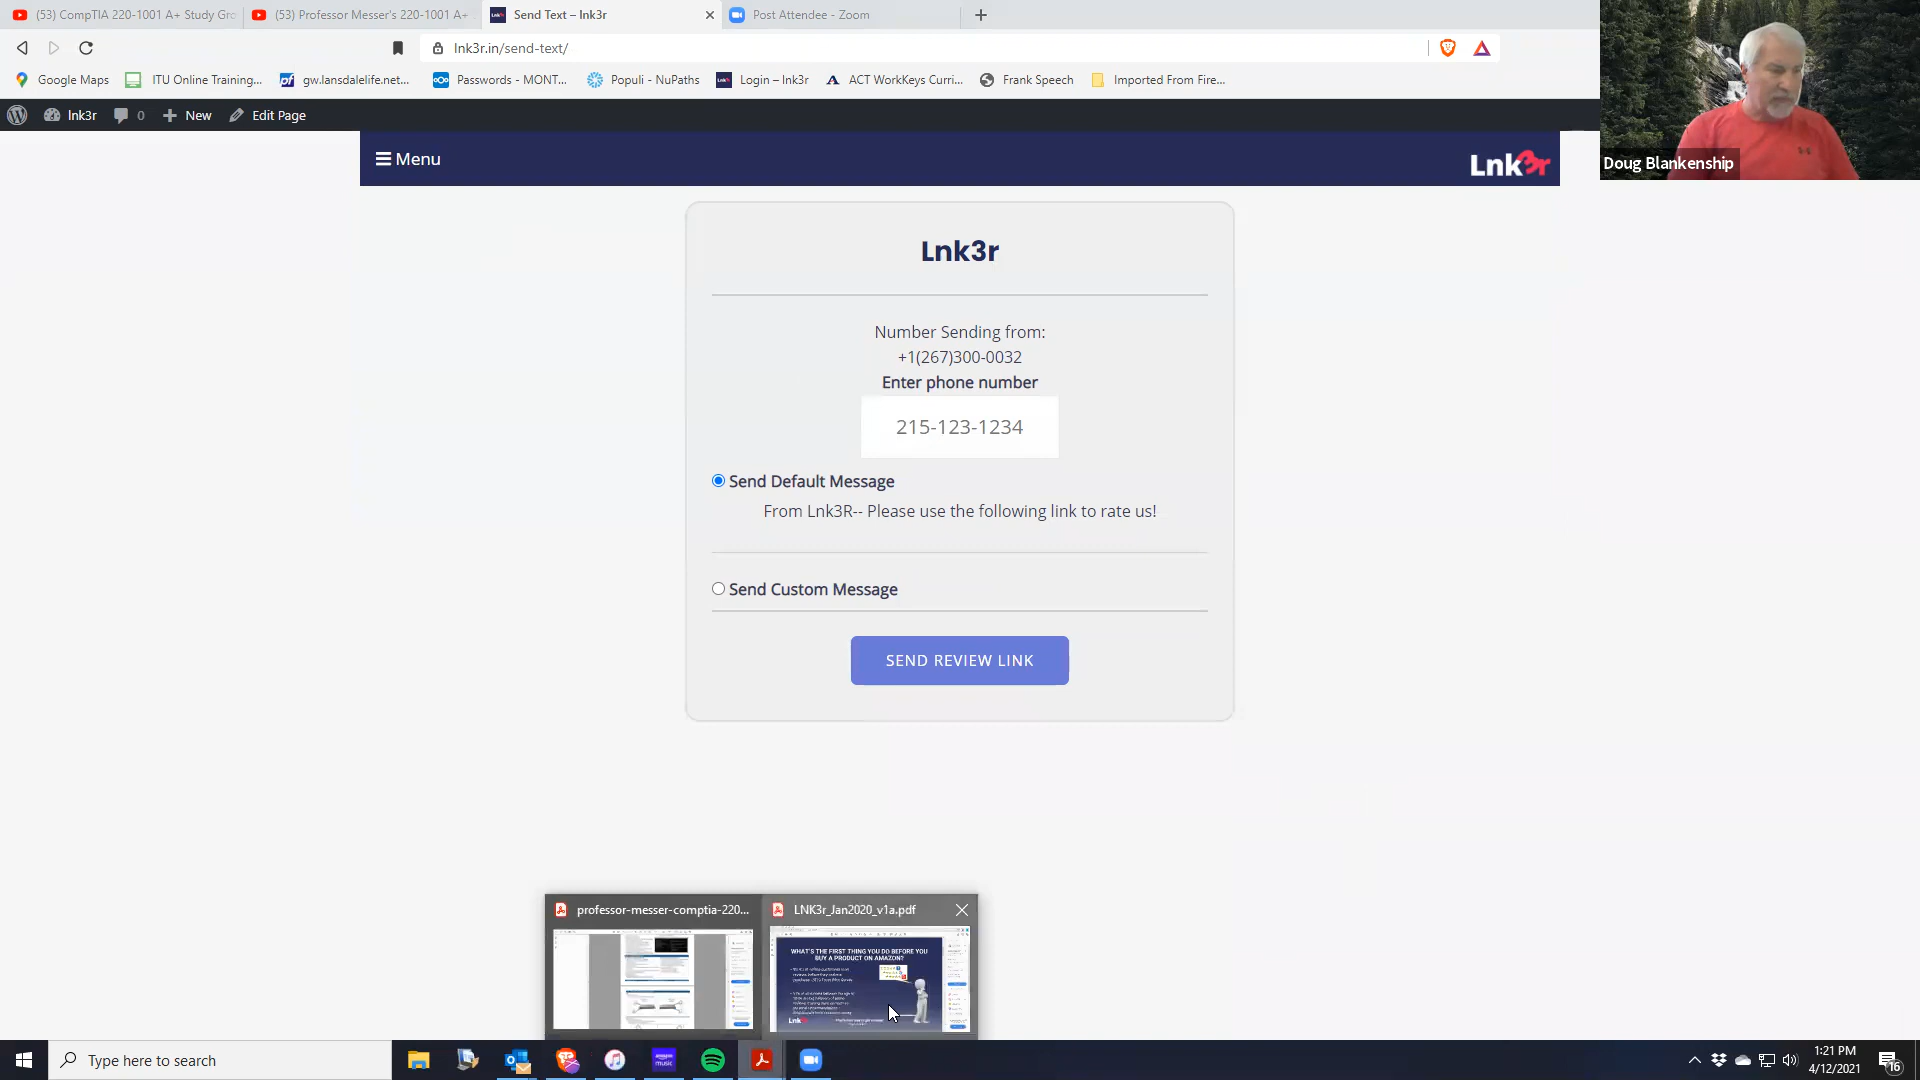 (53) CompTIA 220-1001 A+ Study Gro
(53) Professor Messer's 220-1001 A+
Send Text – lnk3r
Post Attendee - Zoom
lnk3r.in/send-text/
Google Maps
ITU Online Training...
gw.lansdalelife.net...
Passwords - MONT...
Populi - NuPaths
Login – lnk3r
ACT WorkKeys Curri...
Frank Speech
Imported From Fire...
lnk3r
0
New
Edit Page
Menu
Lnk3r
Doug Blankenship
Lnk3r
Number Sending from:
+1(267)300-0032
Enter phone number
215-123-1234
Send Default Message
From Lnk3R-- Please use the following link to rate us!
Send Custom Message
SEND REVIEW LINK
professor-messer-comptia-220...
LNK3r_Jan2020_v1a.pdf
WHAT'S THE FIRST THING YOU DO BEFORE YOU
BUY A PRODUCT ON AMAZON?
Type here to search
1:21 PM
4/12/2021
16